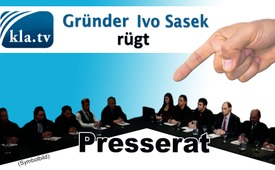 kla.tv
Gründer Ivo Sasek
rügt
Presserat
(Symbolbild)